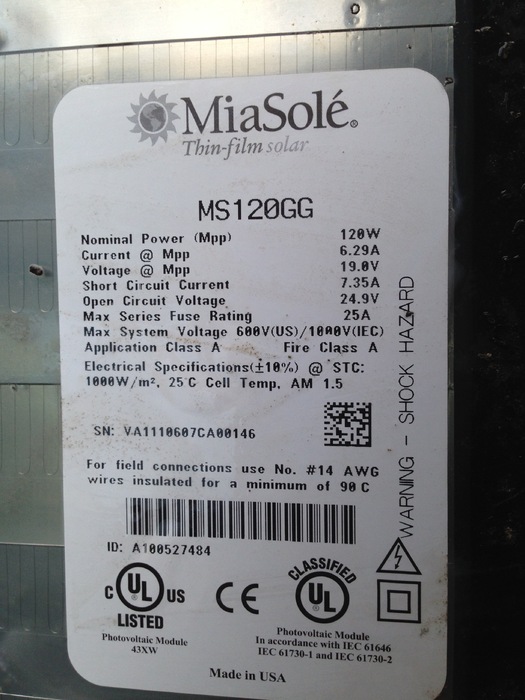 MiaSolé®
Thin-film solar
MS120GG
Nominal Power (Mpp) 120W
Current @ Mpp 6.29A
Voltage @ Mpp 19.0V
Short Circuit Current 7.35A
Open Circuit Voltage 24.9V
Max Series Fuse Rating 25A
Max System Voltage 600V(US)/1000V(IEC)
Application Class A Fire Class A
Electrical Specifications(±10%) @ STC:
1000W/m², 25°C Cell Temp, AM 1.5
SN: VA1110607CA00146
For field connections use No. #14 AWG
wires insulated for a minimum of 90 C
WARNING - SHOCK HAZARD
ID: A100527484
C UL US
LISTED
Photovoltaic Module
43XW
CE
CLASSIFIED
UL
Photovoltaic Module
In accordance with IEC 61646
IEC 61730-1 and IEC 61730-2
Made in USA